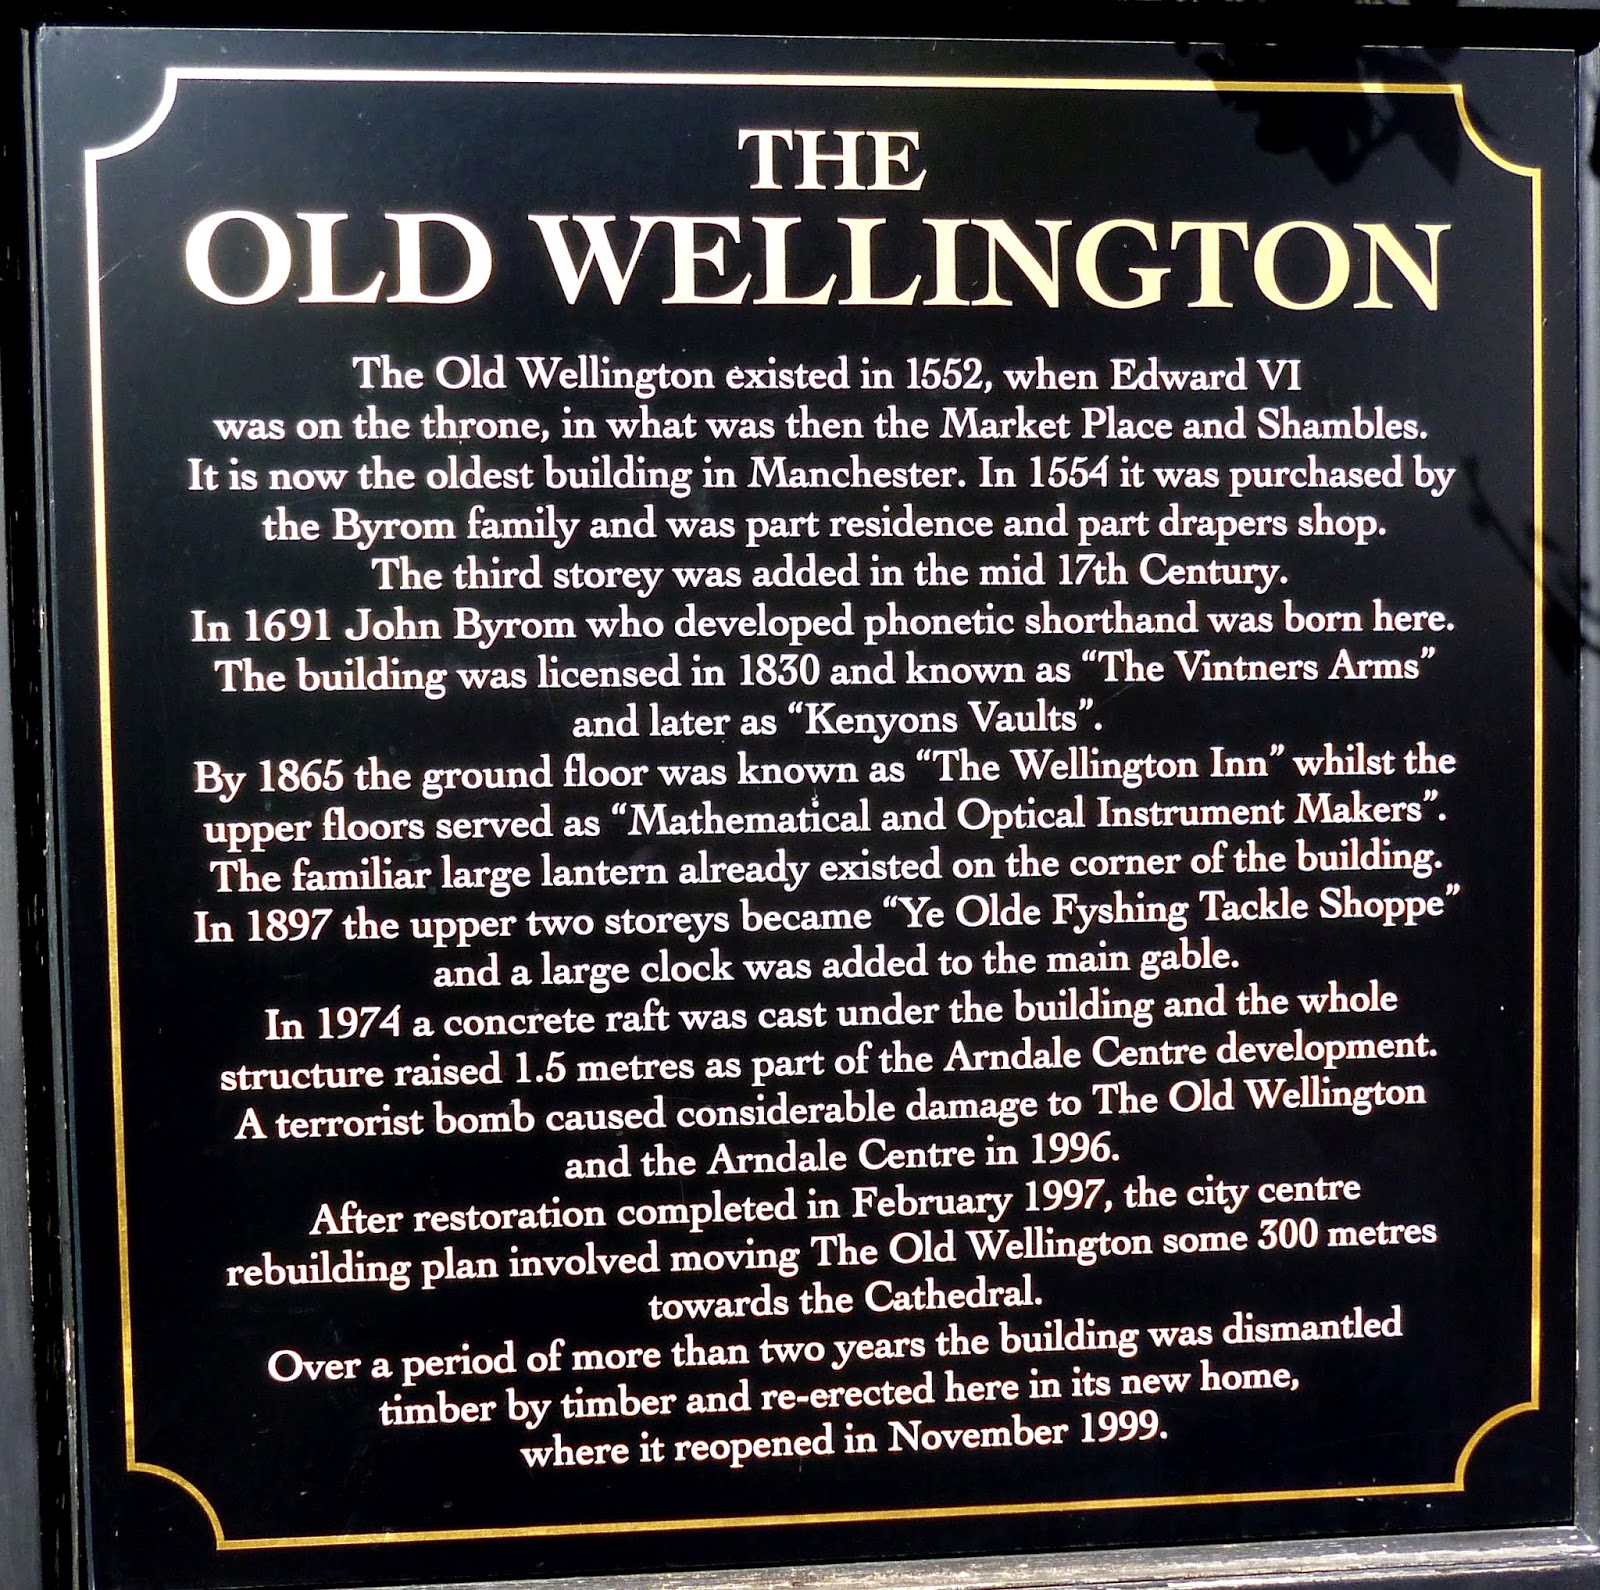 THE
OLD WELLINGTON
The Old Wellington existed in 1552, when Edward VI
was on the throne, in what was then the Market Place and Shambles.
It is now the oldest building in Manchester. In 1554 it was purchased by
the Byrom family and was part residence and part drapers shop.
The third storey was added in the mid 17th Century.
In 1691 John Byrom who developed phonetic shorthand was born here.
The building was licensed in 1830 and known as “The Vintners Arms”
and later as “Kenyons Vaults”.
By 1865 the ground floor was known as “The Wellington Inn” whilst the
upper floors served as “Mathematical and Optical Instrument Makers”.
The familiar large lantern already existed on the corner of the building.
In 1897 the upper two storeys became “Ye Olde Fyshing Tackle Shoppe”
and a large clock was added to the main gable.
In 1974 a concrete raft was cast under the building and the whole
structure raised 1.5 metres as part of the Arndale Centre development.
A terrorist bomb caused considerable damage to The Old Wellington
and the Arndale Centre in 1996.
After restoration completed in February 1997, the city centre
rebuilding plan involved moving The Old Wellington some 300 metres
towards the Cathedral.
Over a period of more than two years the building was dismantled
timber by timber and re-erected here in its new home,
where it reopened in November 1999.